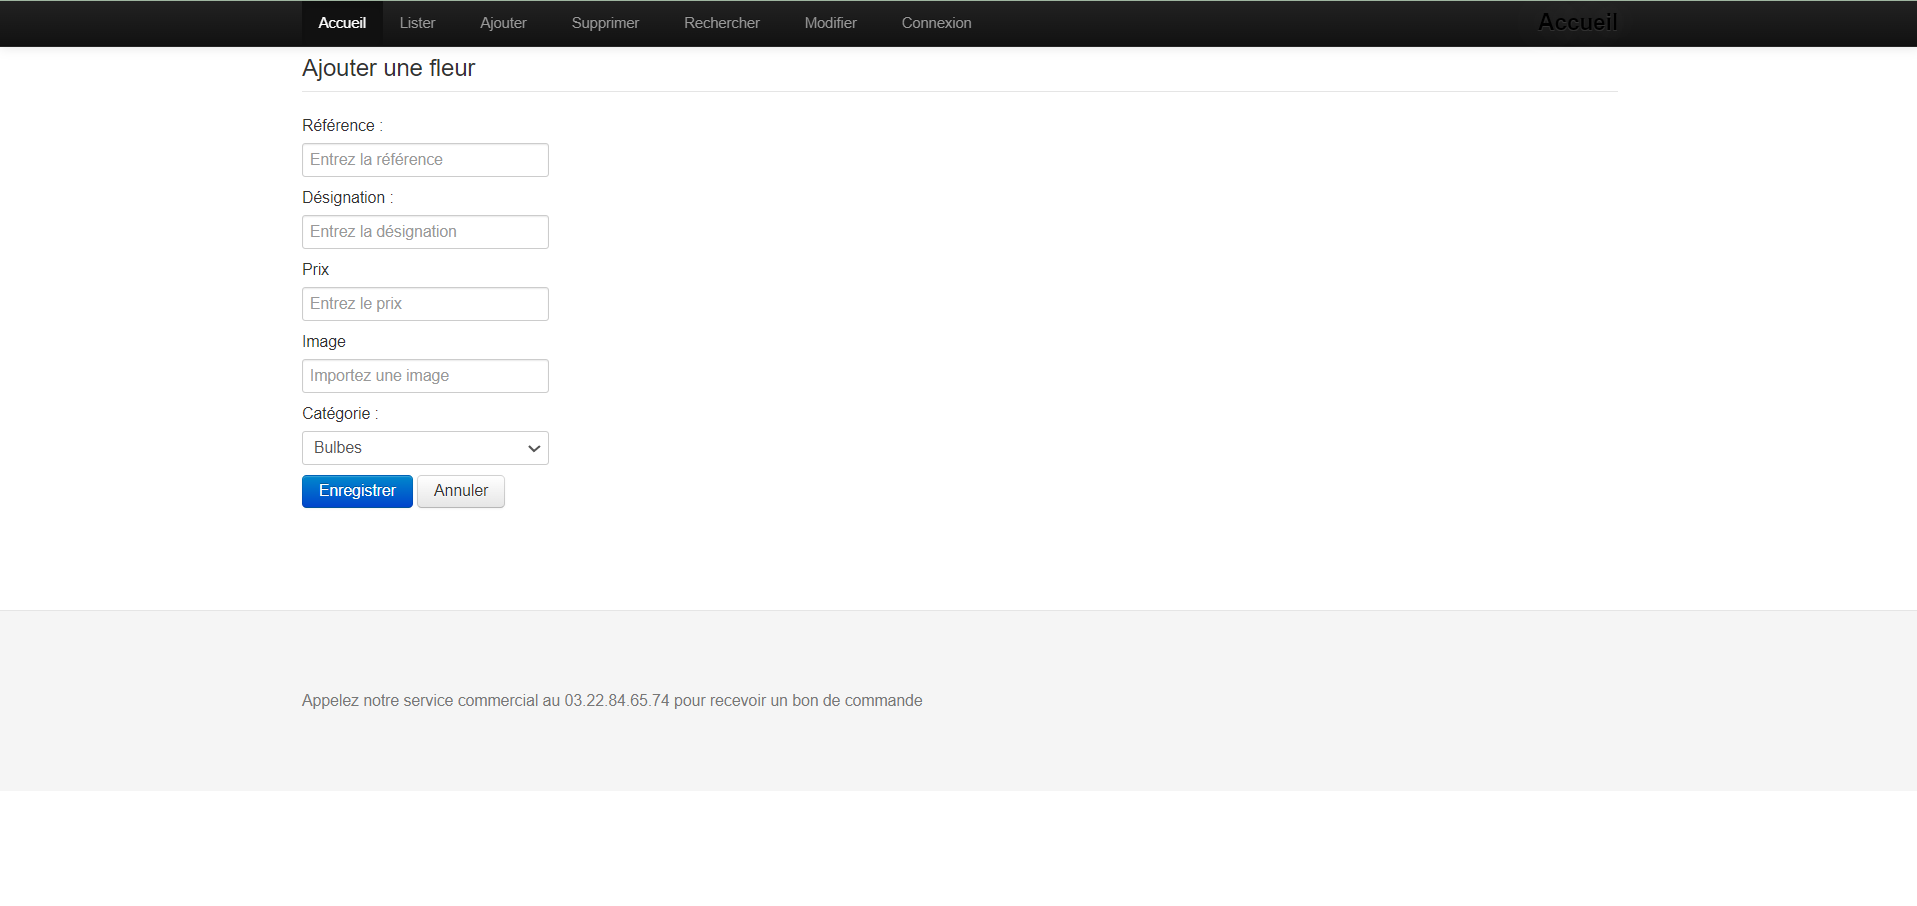 Accueil Lister Ajouter Supprimer Rechercher Modifier Connexion Accueil
Ajouter une fleur
Référence :
Entrez la référence
Désignation :
Entrez la désignation
Prix
Entrez le prix
Image
Importez une image
Catégorie :
Bulbes
Enregistrer Annuler
Appelez notre service commercial au 03.22.84.65.74 pour recevoir un bon de commande